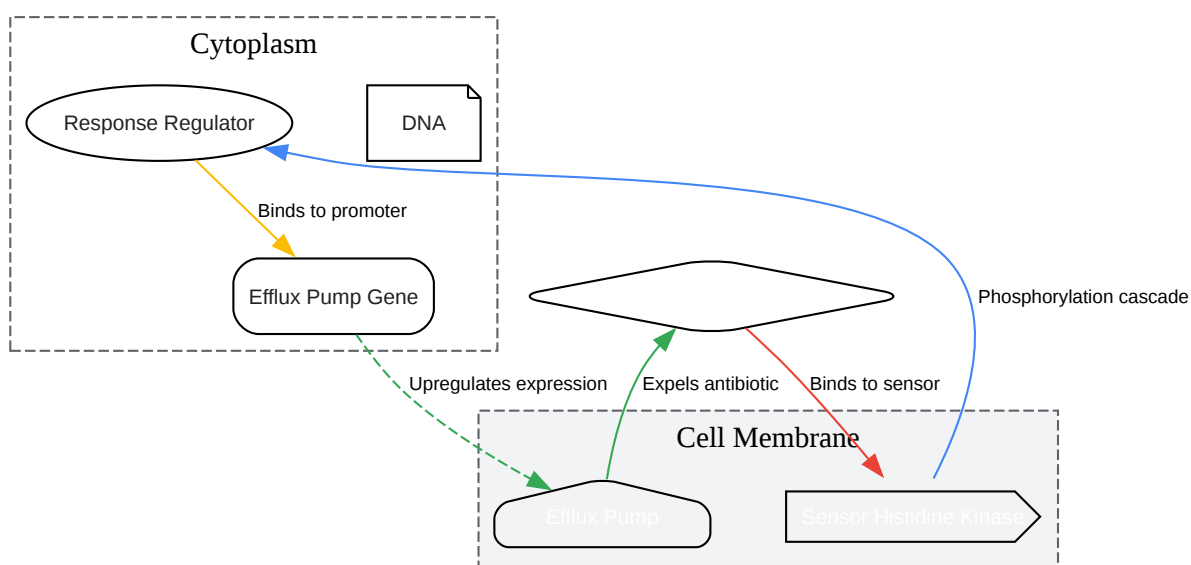 Cytoplasm
Response Regulator
DNA
Binds to promoter
Efflux Pump Gene
Phosphorylation cascade
Upregulates expression
Expels antibiotic
Binds to sensor
Cell Membrane
Efflux Pump
Sensor Histidine Kinase